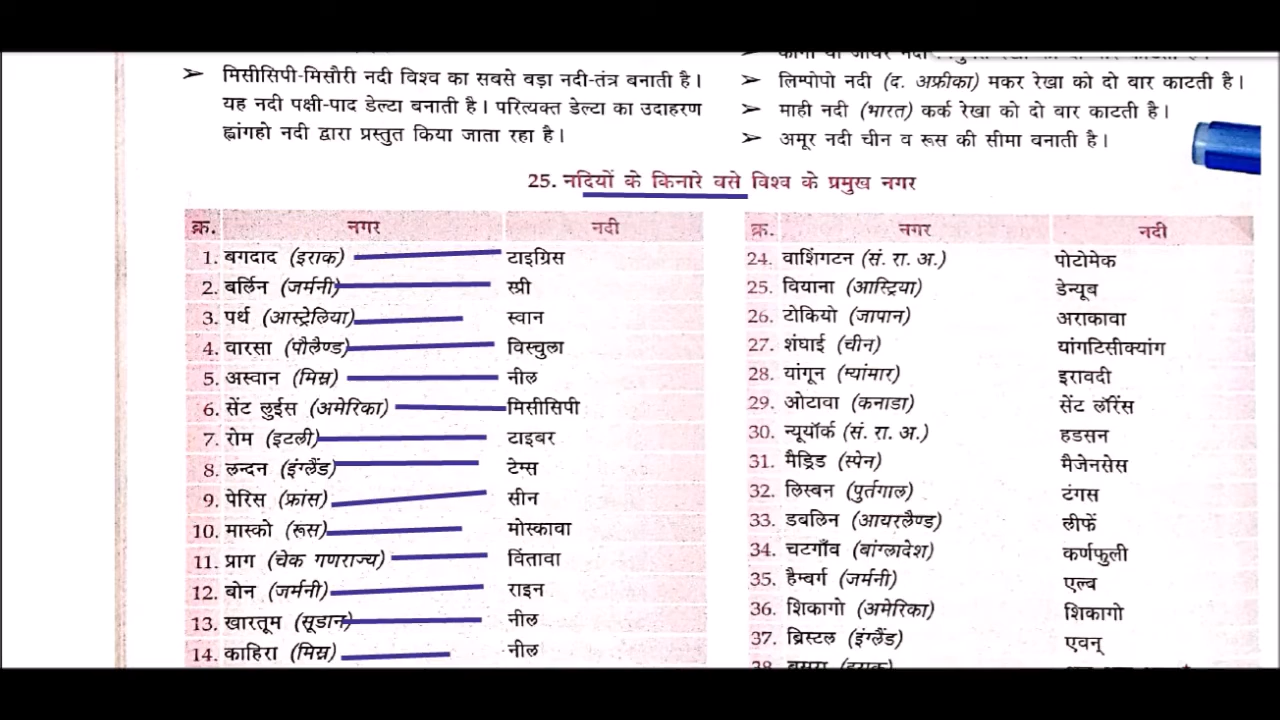 ➢ मिसीसिपी-मिसौरी नदी विश्व का सबसे बड़ा नदी-तंत्र बनाती है।
यह नदी पक्षी-पाद डेल्टा बनाती है। परित्यक्त डेल्टा का उदाहरण
ह्वांगहो नदी द्वारा प्रस्तुत किया जाता रहा है।
➢ लिम्पोपो नदी (द. अफ्रीका) मकर रेखा को दो बार काटती है।
➢ माही नदी (भारत) कर्क रेखा को दो बार काटती है।
➢ अमूर नदी चीन व रूस की सीमा बनाती है।
25. नदियों के किनारे वसे विश्व के प्रमुख नगर
क्र. नगर नदी
1. बगदाद (इराक) टाइग्रिस
2. बर्लिन (जर्मनी) स्प्री
3. पर्थ (आस्ट्रेलिया) स्वान
4. वारसा (पौलैण्ड) विस्चुला
5. अस्वान (मिस्र) नील
6. सेंट लुईस (अमेरिका) मिसीसिपी
7. रोम (इटली) टाइबर
8. लन्दन (इंग्लैंड) टेम्स
9. पेरिस (फ्रांस) सीन
10. मास्को (रूस) मोस्कावा
11. प्राग (चेक गणराज्य) विंतावा
12. बोन (जर्मनी) राइन
13. खारतूम (सूडान) नील
14. काहिरा (मिस्र) नील
क्र. नगर नदी
24. वाशिंगटन (सं. रा. अ.) पोटोमेक
25. वियाना (आस्ट्रिया) डेन्यूब
26. टोकियो (जापान) अराकावा
27. शंघाई (चीन) यांगटिसीक्यांग
28. यांगून (म्यांमार) इरावदी
29. ओटावा (कनाडा) सेंट लॉरेंस
30. न्यूयॉर्क (सं. रा. अ.) हडसन
31. मैड्रिड (स्पेन) मैजेनसेस
32. लिस्बन (पुर्तगाल) टंगस
33. डबलिन (आयरलैण्ड) लीफें
34. चटगाँव (बांग्लादेश) कर्णफुली
35. हैम्बर्ग (जर्मनी) एल्ब
36. शिकागो (अमेरिका) शिकागो
37. ब्रिस्टल (इंग्लैंड) एवन्